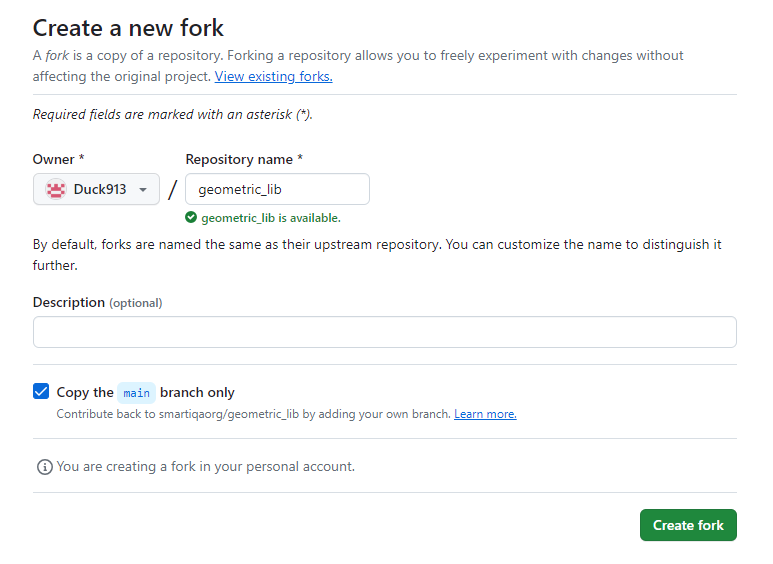 Create a new fork
A fork is a copy of a repository. Forking a repository allows you to freely experiment with changes without
affecting the original project. View existing forks.
Required fields are marked with an asterisk (*).
Owner * Repository name *
Duck913 / geometric_lib
geometric_lib is available.
By default, forks are named the same as their upstream repository. You can customize the name to distinguish it
further.
Description (optional)
Copy the main branch only
Contribute back to smartiqaorg/geometric_lib by adding your own branch. Learn more.
You are creating a fork in your personal account.
Create fork